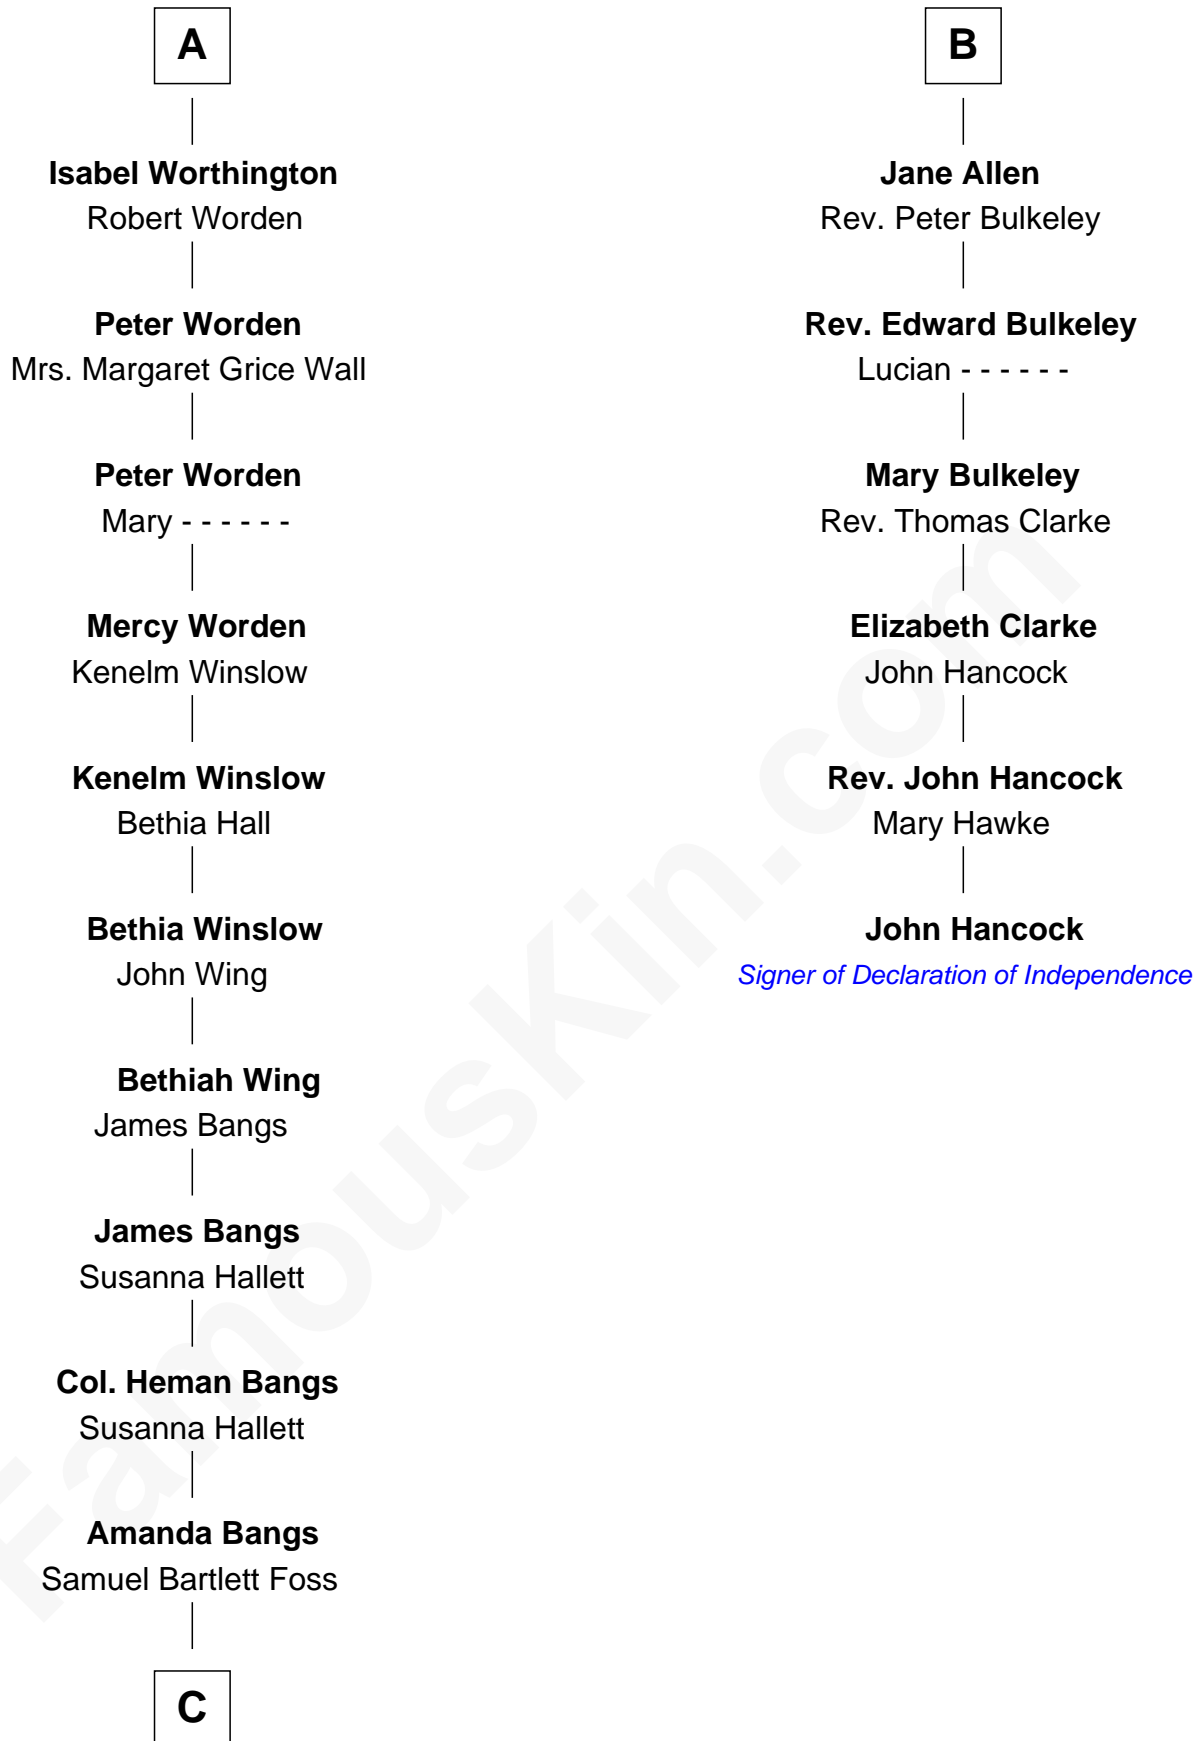 A
Isabel Worthington
Robert Worden
Peter Worden
Mrs. Margaret Grice Wall
Peter Worden
Mary - - - - - -
Mercy Worden
Kenelm Winslow
Kenelm Winslow
Bethia Hall
Bethia Winslow
John Wing
Bethiah Wing
James Bangs
James Bangs
Susanna Hallett
Col. Heman Bangs
Susanna Hallett
Amanda Bangs
Samuel Bartlett Foss
C
B
Jane Allen
Rev. Peter Bulkeley
Rev. Edward Bulkeley
Lucian - - - - - -
Mary Bulkeley
Rev. Thomas Clarke
Elizabeth Clarke
John Hancock
Rev. John Hancock
Mary Hawke
John Hancock
Signer of Declaration of Independence
FamousKin.com